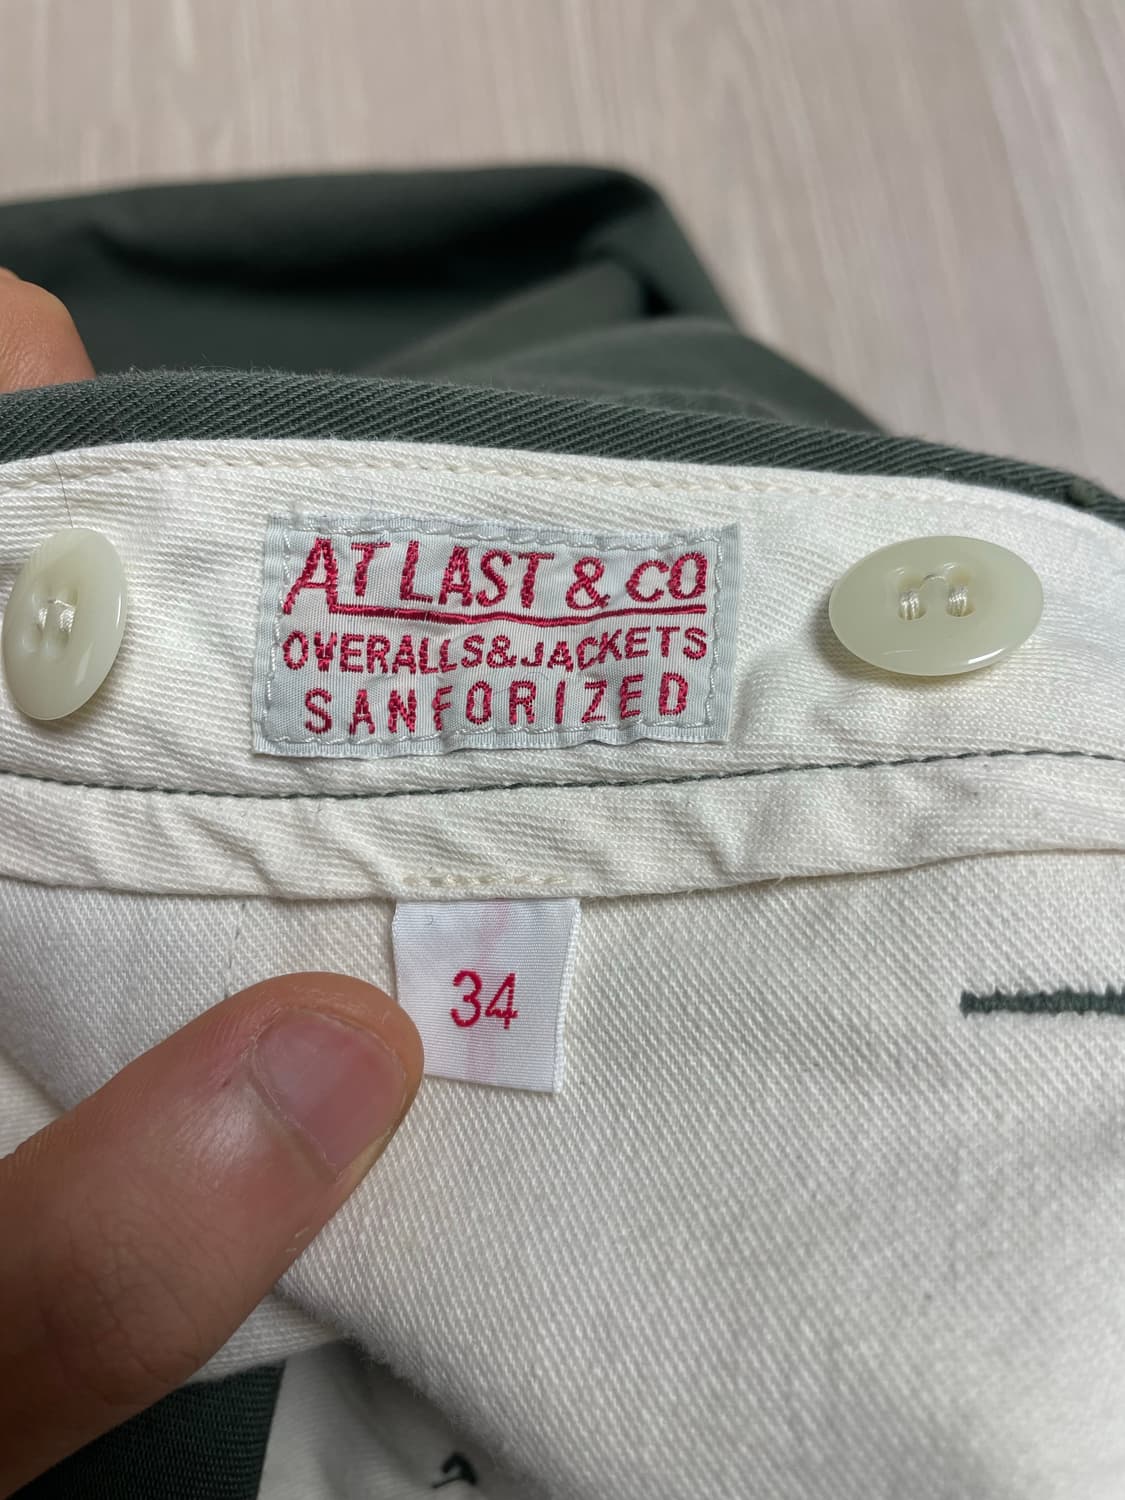 AT LAST & CO
OVERALLS&JACKETS
SANFORIZED
34